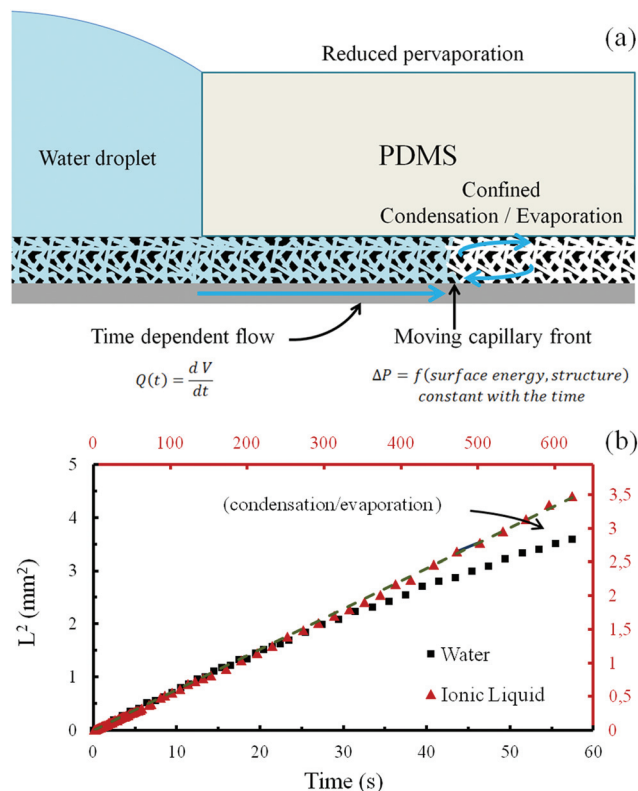 (a)
Reduced pervaporation
Water droplet
PDMS
Confined
Condensation / Evaporation
Time dependent flow
Moving capillary front
Q(t) = dV/dt
ΔP = f(surface energy, structure)
constant with the time
0 100 200 300 400 500 600
(b)
(condensation/evaporation)
5
4
3
2
1
0
L² (mm²)
3,5
3
2,5
2
1,5
1
0,5
0
Water
Ionic Liquid
0 10 20 30 40 50 60
Time (s)